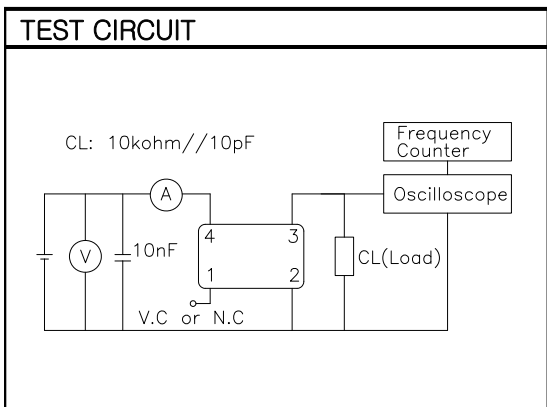 TEST CIRCUIT
CL: 10kohm//10pF
Frequency
Counter
Oscilloscope
A
V
10nF
4
3
1
2
CL(Load)
V.C or N.C